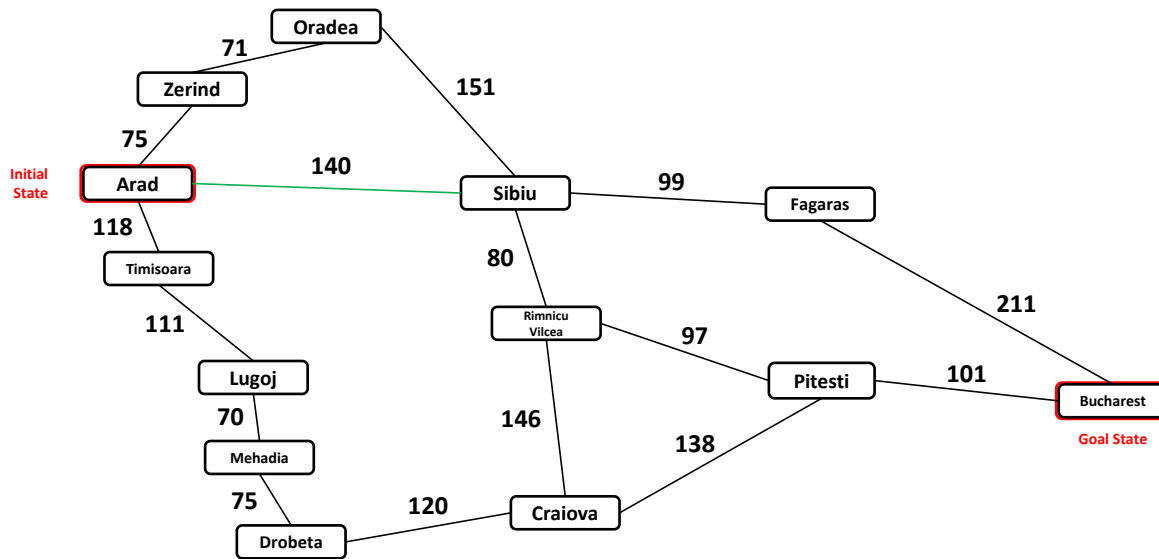 Oradea
71
Zerind
151
75
Initial
State
Arad
140
Sibiu
99
Fagaras
118
80
Timisoara
111
Rimnicu
Vilcea
97
211
Lugoj
Pitesti
101
Bucharest
70
146
138
Goal State
Mehadia
75
120
Craiova
Drobeta